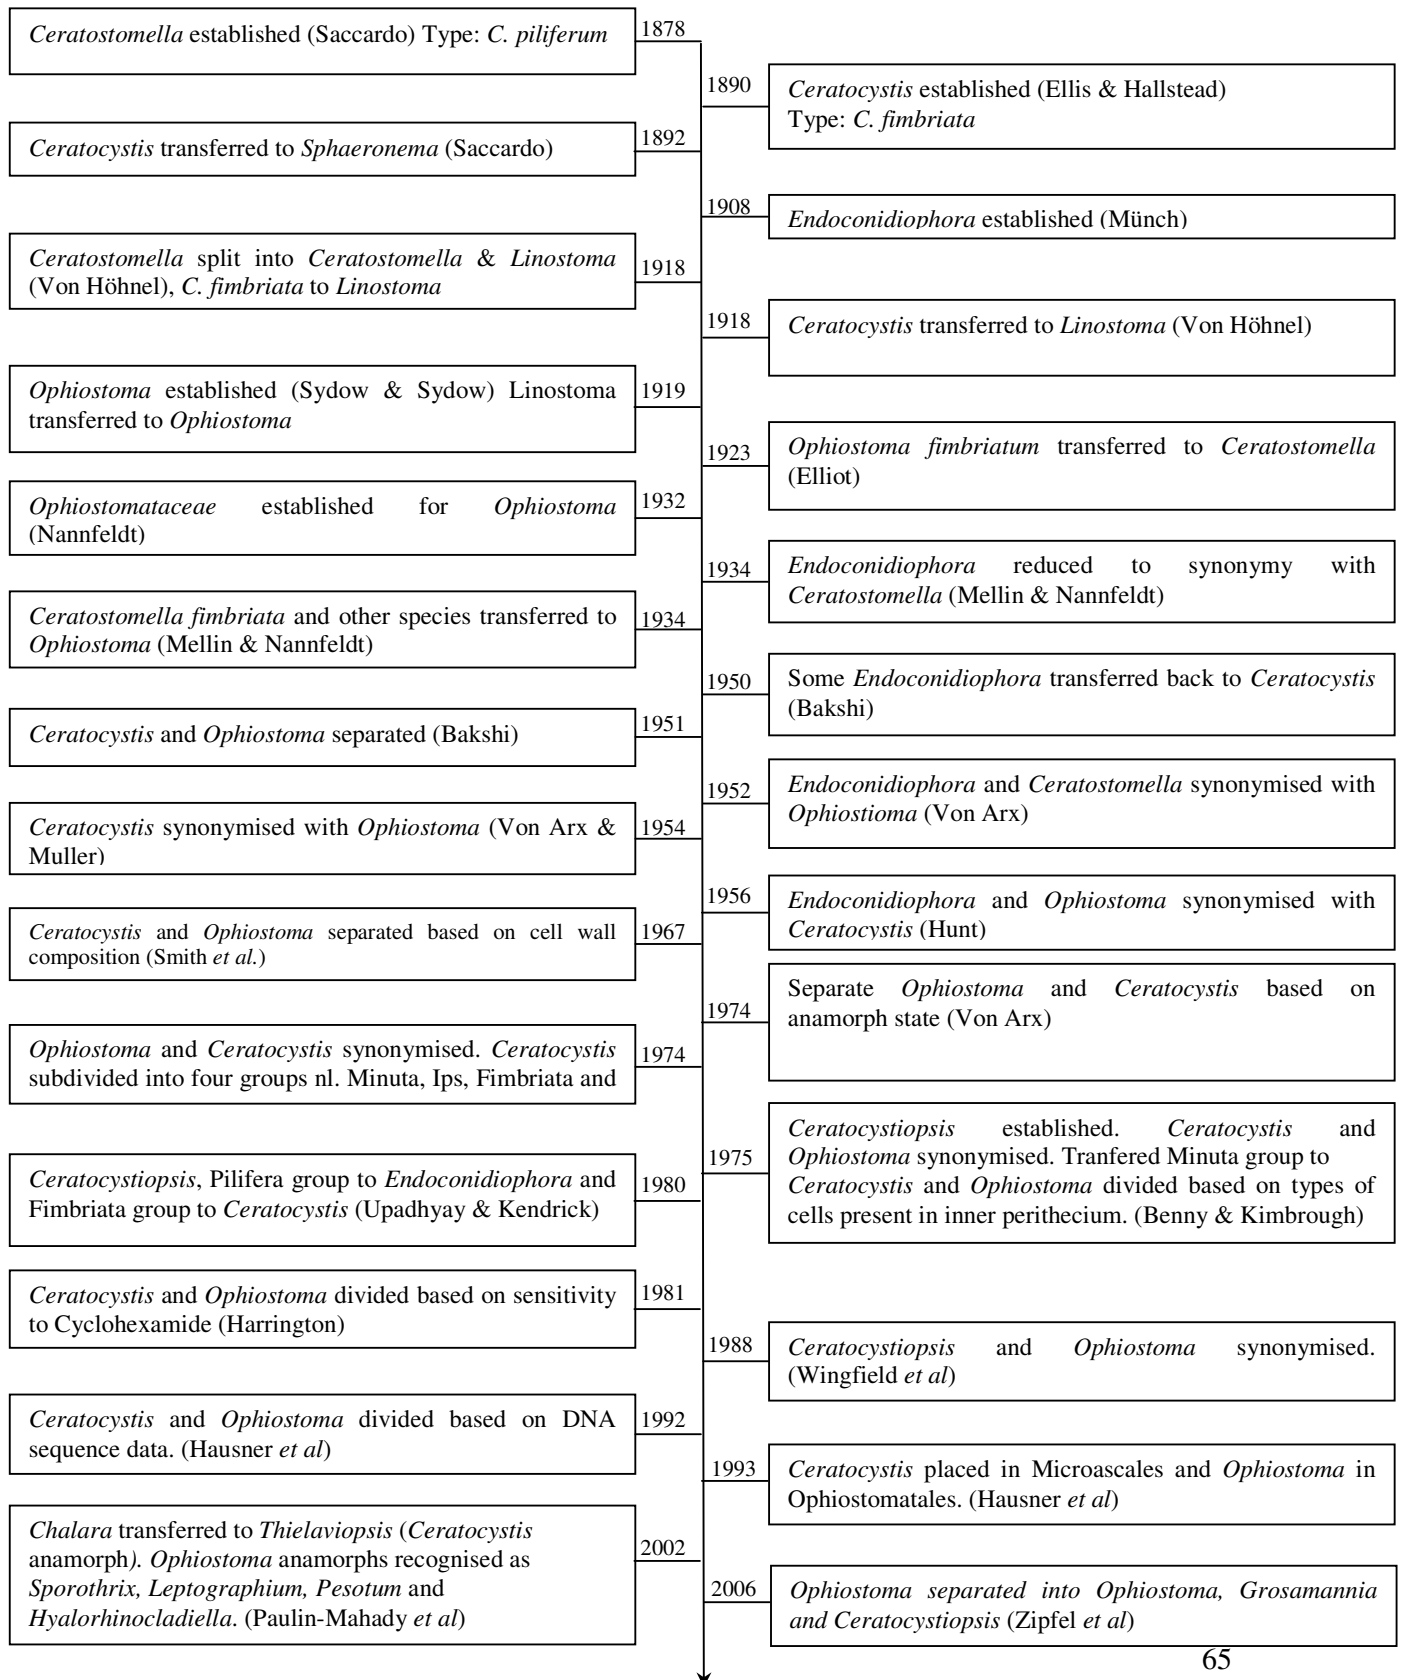 Ceratostomella established (Saccardo) Type: C. piliferum
1878
1890
Ceratocystis established (Ellis & Hallstead)
Type: C. fimbriata
Ceratocystis transferred to Sphaeronema (Saccardo)
1892
1908
Endoconidiophora established (Münch)
Ceratostomella split into Ceratostomella & Linostoma
(Von Höhnel), C. fimbriata to Linostoma
1918
1918
Ceratocystis transferred to Linostoma (Von Höhnel)
Ophiostoma established (Sydow & Sydow) Linostoma
transferred to Ophiostoma
1919
1923
Ophiostoma fimbriatum transferred to Ceratostomella
(Elliot)
Ophiostomataceae established for Ophiostoma
(Nannfeldt)
1932
1934
Endoconidiophora reduced to synonymy with
Ceratostomella (Mellin & Nannfeldt)
Ceratostomella fimbriata and other species transferred to
Ophiostoma (Mellin & Nannfeldt)
1934
1950
Some Endoconidiophora transferred back to Ceratocystis
(Bakshi)
Ceratocystis and Ophiostoma separated (Bakshi)
1951
1952
Endoconidiophora and Ceratostomella synonymised with
Ophiostioma (Von Arx)
Ceratocystis synonymised with Ophiostoma (Von Arx &
Muller)
1954
1956
Endoconidiophora and Ophiostoma synonymised with
Ceratocystis (Hunt)
Ceratocystis and Ophiostoma separated based on cell wall
composition (Smith et al.)
1967
1974
Separate Ophiostoma and Ceratocystis based on
anamorph state (Von Arx)
Ophiostoma and Ceratocystis synonymised. Ceratocystis
subdivided into four groups nl. Minuta, Ips, Fimbriata and
1974
1975
Ceratocystiopsis established. Ceratocystis and
Ophiostoma synonymised. Tranfered Minuta group to
Ceratocystis and Ophiostoma divided based on types of
cells present in inner perithecium. (Benny & Kimbrough)
Ceratocystiopsis, Pilifera group to Endoconidiophora and
Fimbriata group to Ceratocystis (Upadhyay & Kendrick)
1980
Ceratocystis and Ophiostoma divided based on sensitivity
to Cyclohexamide (Harrington)
1981
1988
Ceratocystiopsis and Ophiostoma synonymised.
(Wingfield et al)
Ceratocystis and Ophiostoma divided based on DNA
sequence data. (Hausner et al)
1992
1993
Ceratocystis placed in Microascales and Ophiostoma in
Ophiostomatales. (Hausner et al)
Chalara transferred to Thielaviopsis (Ceratocystis
anamorph). Ophiostoma anamorphs recognised as
Sporothrix, Leptographium, Pesotum and
Hyalorhinocladiella. (Paulin-Mahady et al)
2002
2006
Ophiostoma separated into Ophiostoma, Grosamannia
and Ceratocystiopsis (Zipfel et al)
65